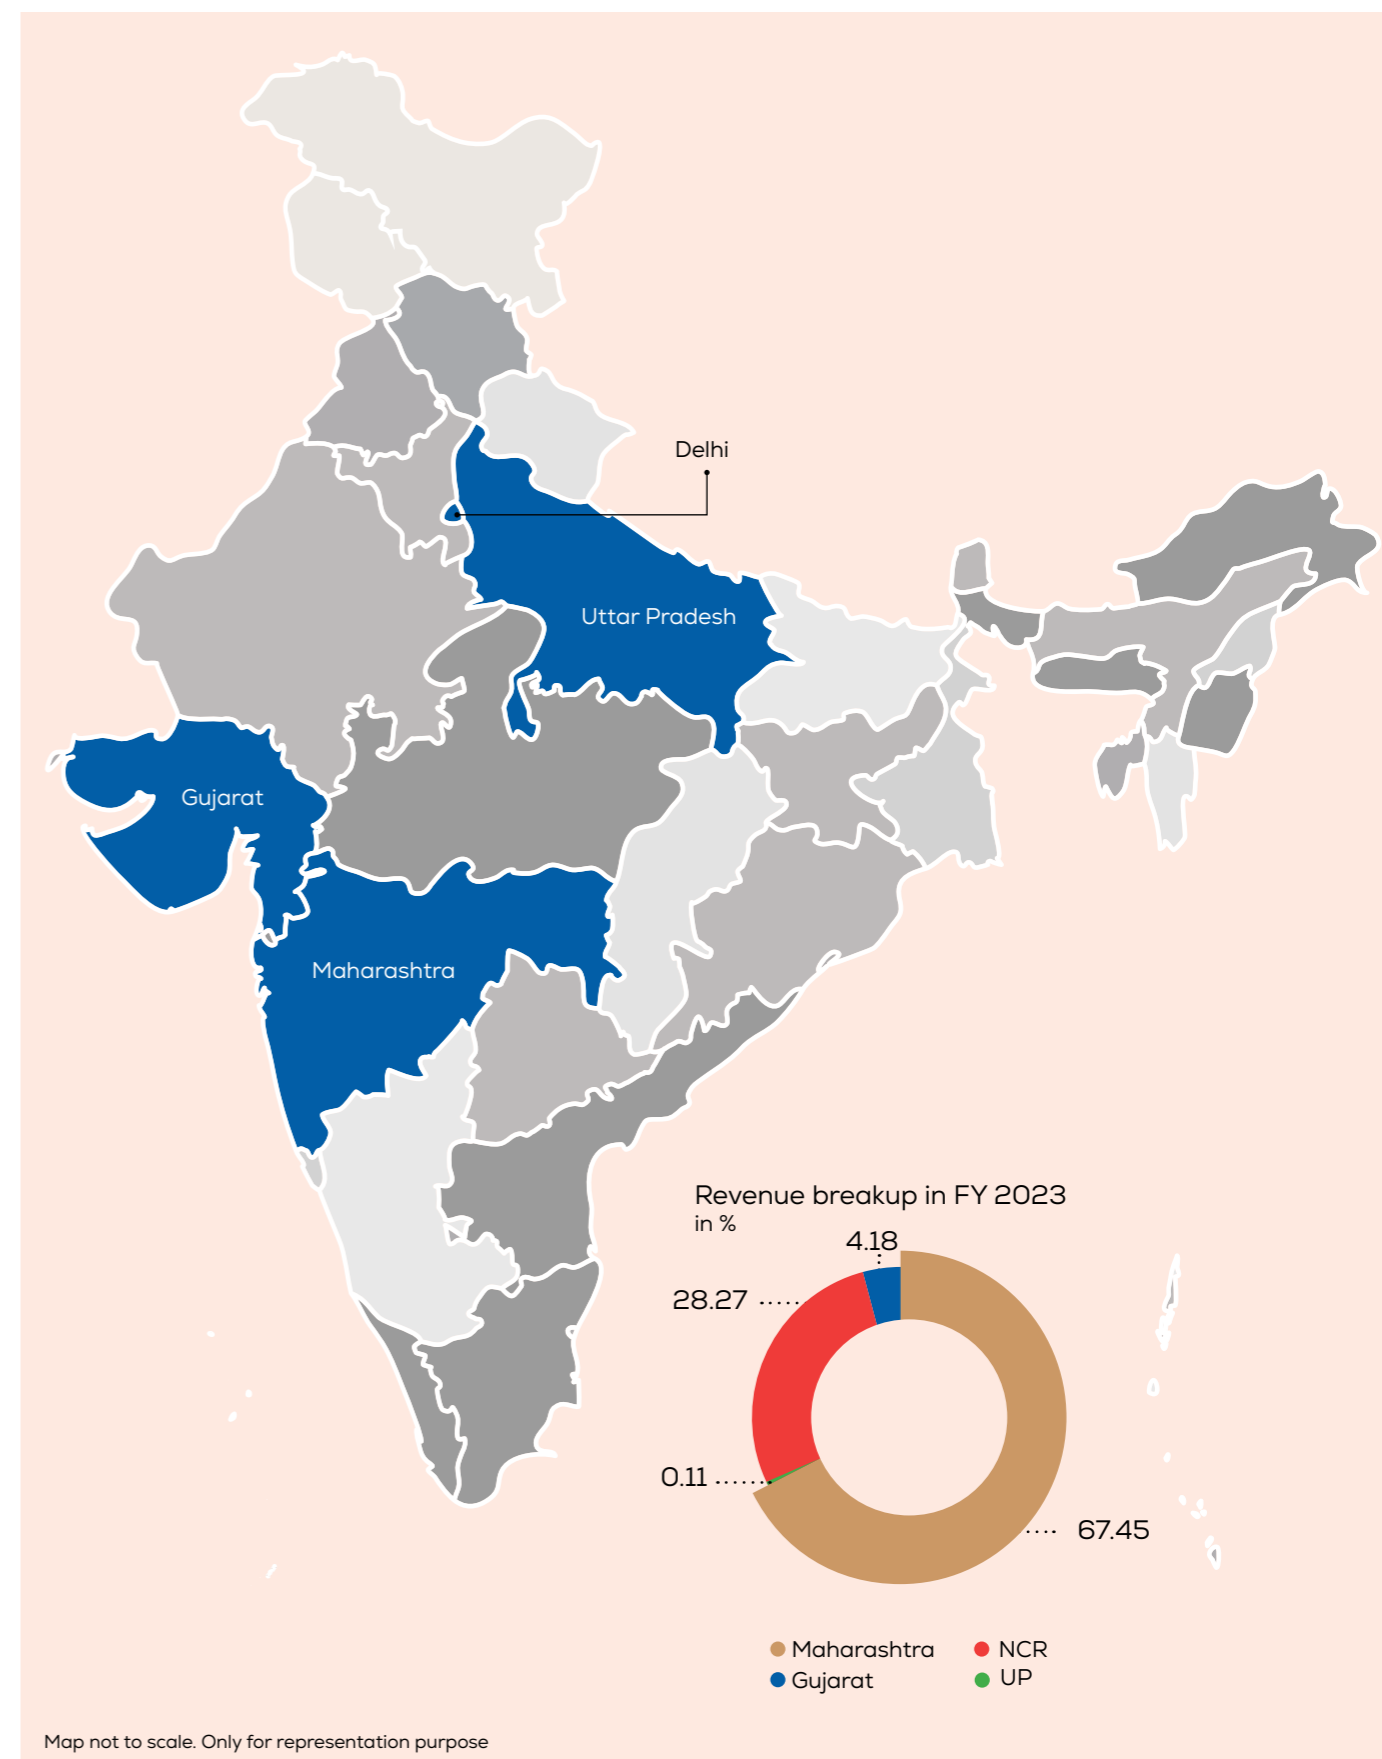 Delhi
Uttar Pradesh
Gujarat
Maharashtra
Revenue breakup in FY 2023
in %
4.18
28.27
0.11
67.45
Maharashtra
NCR
Gujarat
UP
Map not to scale. Only for representation purpose